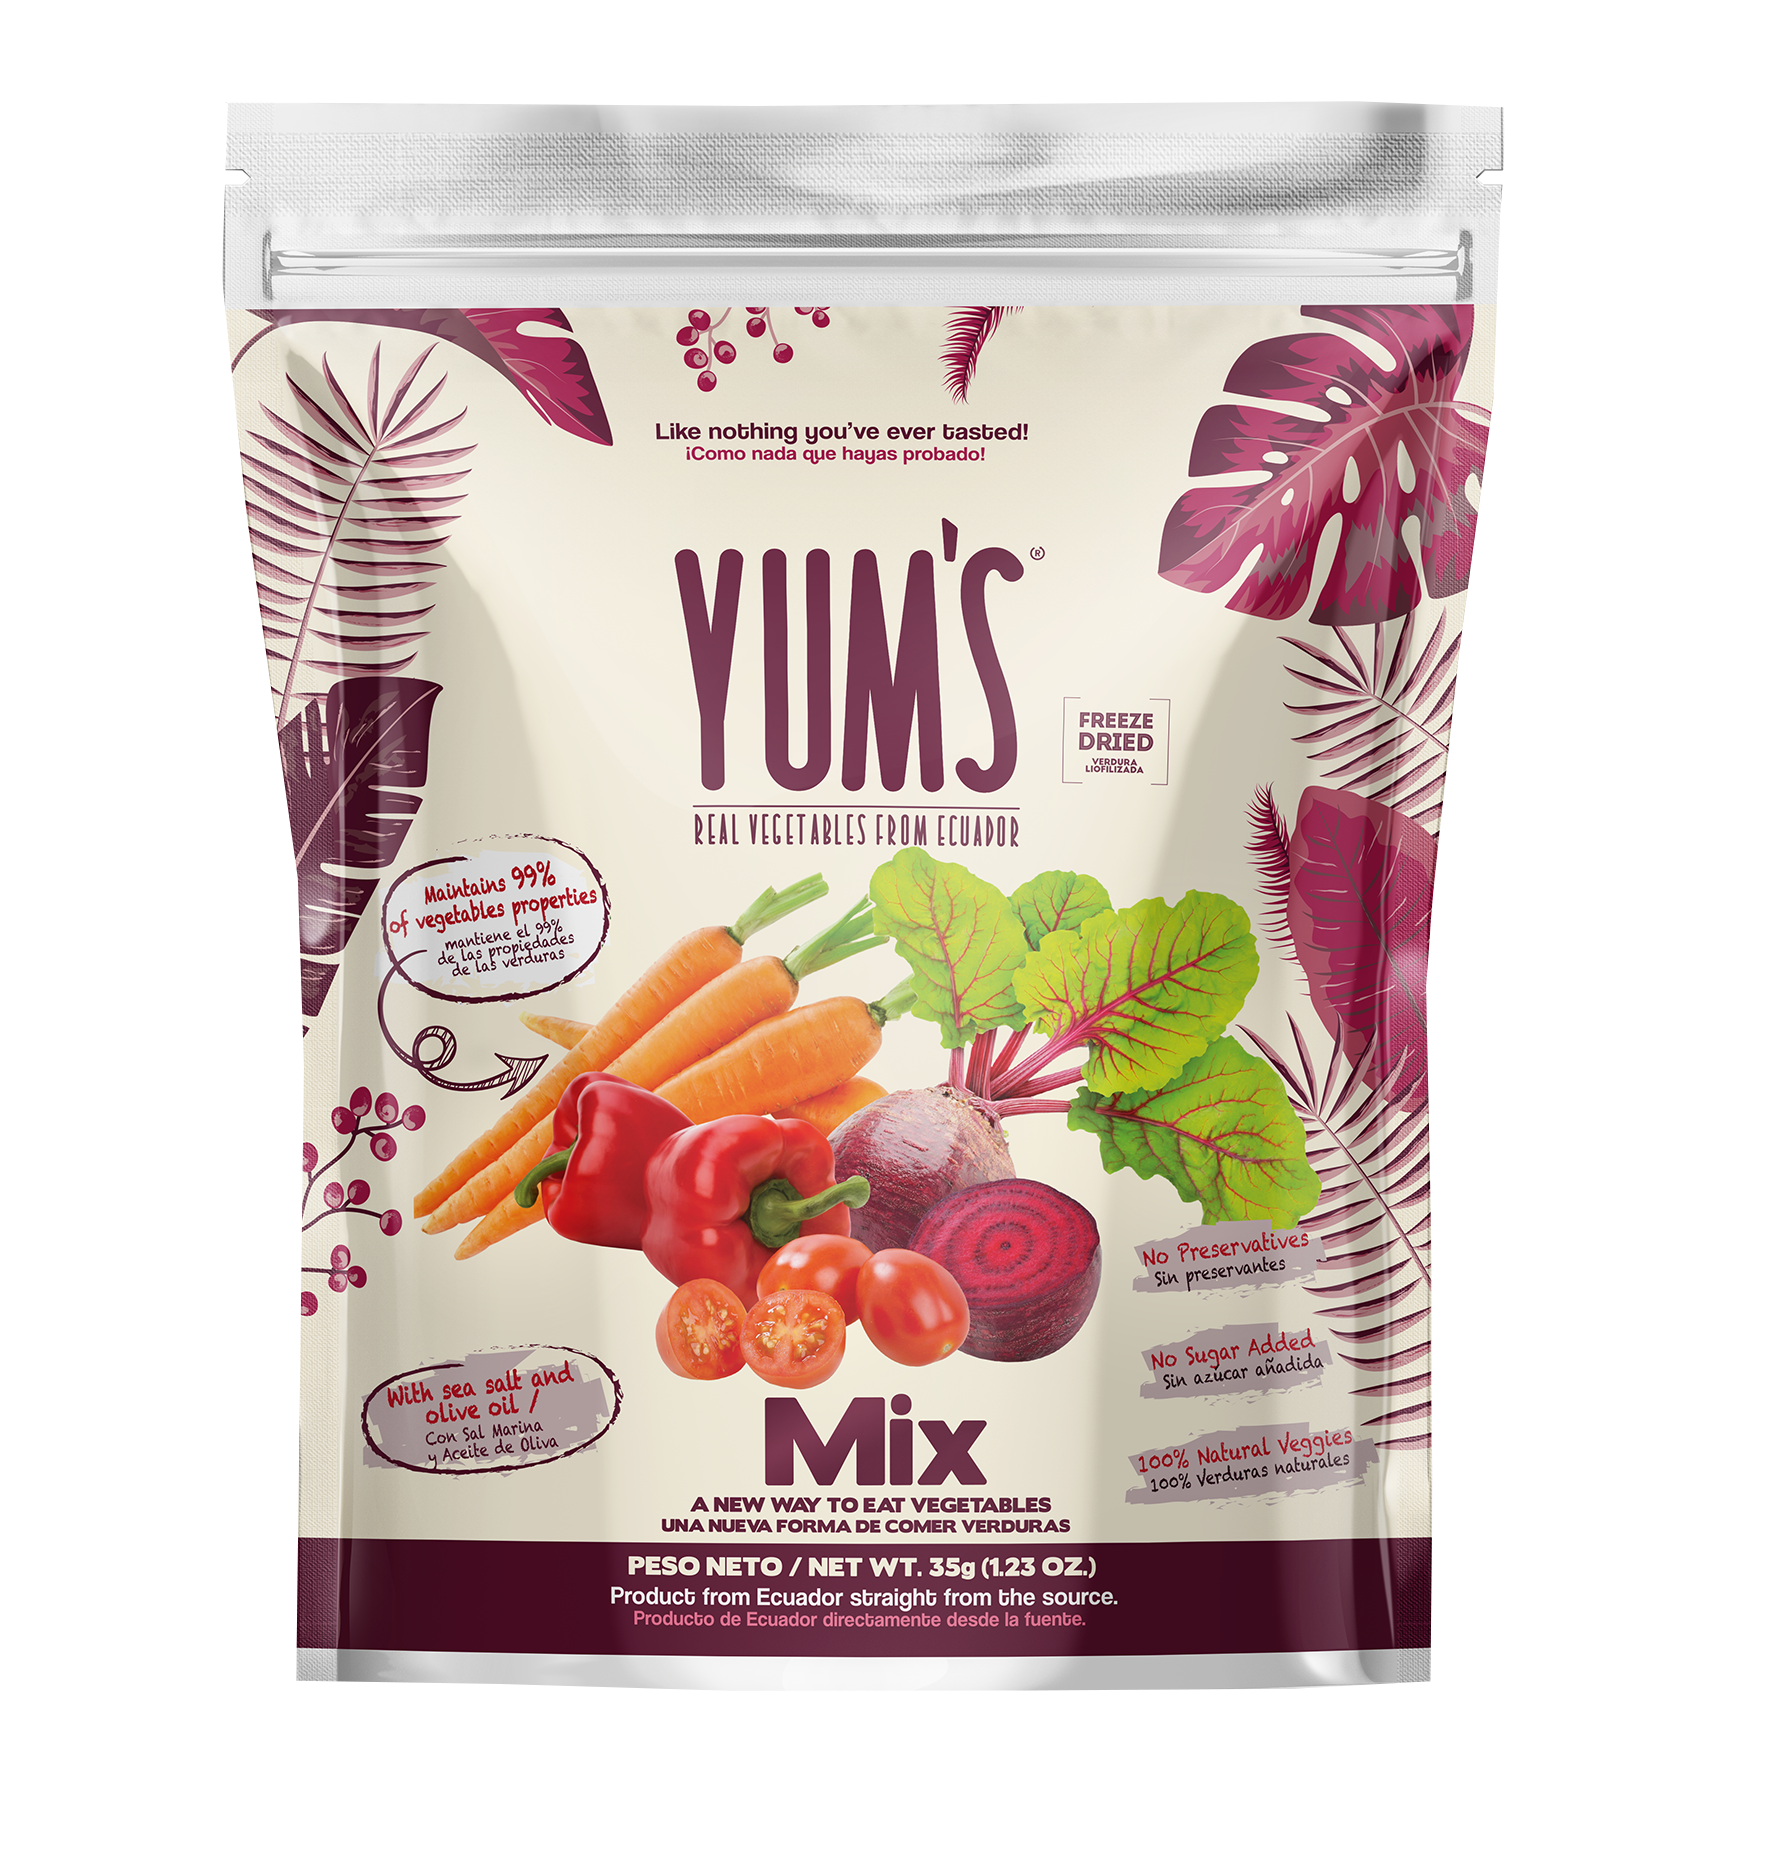 Like nothing you've ever tasted!
¡Como nada que hayas probado!
YUM'S®
FREEZE
DRIED
VERDURA
LIOFILIZADA
REAL VEGETABLES FROM ECUADOR
Maintains 99%
of vegetables properties
mantiene el 99%
de las propiedades
de las verduras
No Preservatives
Sin preservantes
No Sugar Added
Sin azúcar añadida
100% Natural Veggies
100% Verduras naturales
With sea salt and
olive oil /
Con Sal Marina
y Aceite de Oliva
Mix
A NEW WAY TO EAT VEGETABLES
UNA NUEVA FORMA DE COMER VERDURAS
PESO NETO / NET WT. 35g (1.23 OZ.)
Product from Ecuador straight from the source.
Producto de Ecuador directamente desde la fuente.